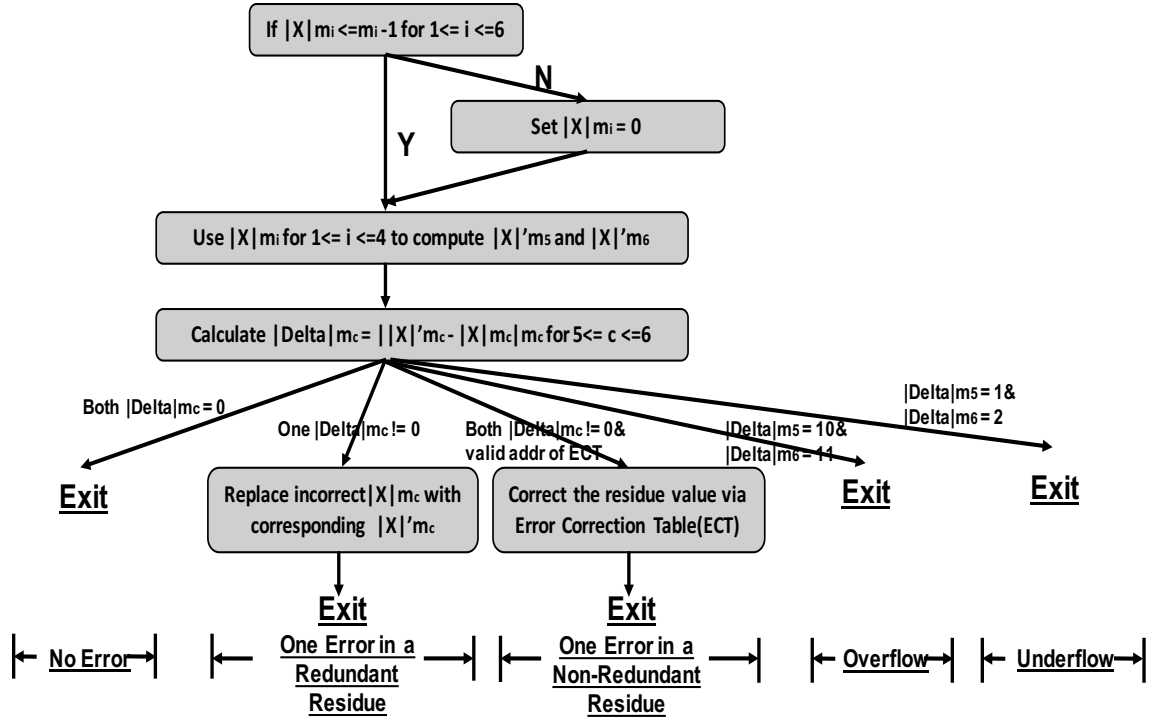 If |X|mi <=mi -1 for 1<= i <=6
N
Set |X|mi = 0
Y
Use |X|mi for 1<= i <=4 to compute |X|'m5 and |X|'m6
Calculate |Delta|mc = ||X|'mc - |X|mc|mc for 5<= c <=6
Both |Delta|mc = 0
One |Delta|mc != 0
Both |Delta|mc != 0&
valid addr of ECT
|Delta|m5 = 10&
|Delta|m6 = 11
|Delta|m5 = 1&
|Delta|m6 = 2
Exit
Replace incorrect|X|mc with
corresponding |X|'mc
Correct the residue value via
Error Correction Table(ECT)
Exit
Exit
Exit
Exit
No Error
One Error in a
Redundant
Residue
One Error in a
Non-Redundant
Residue
Overflow
Underflow